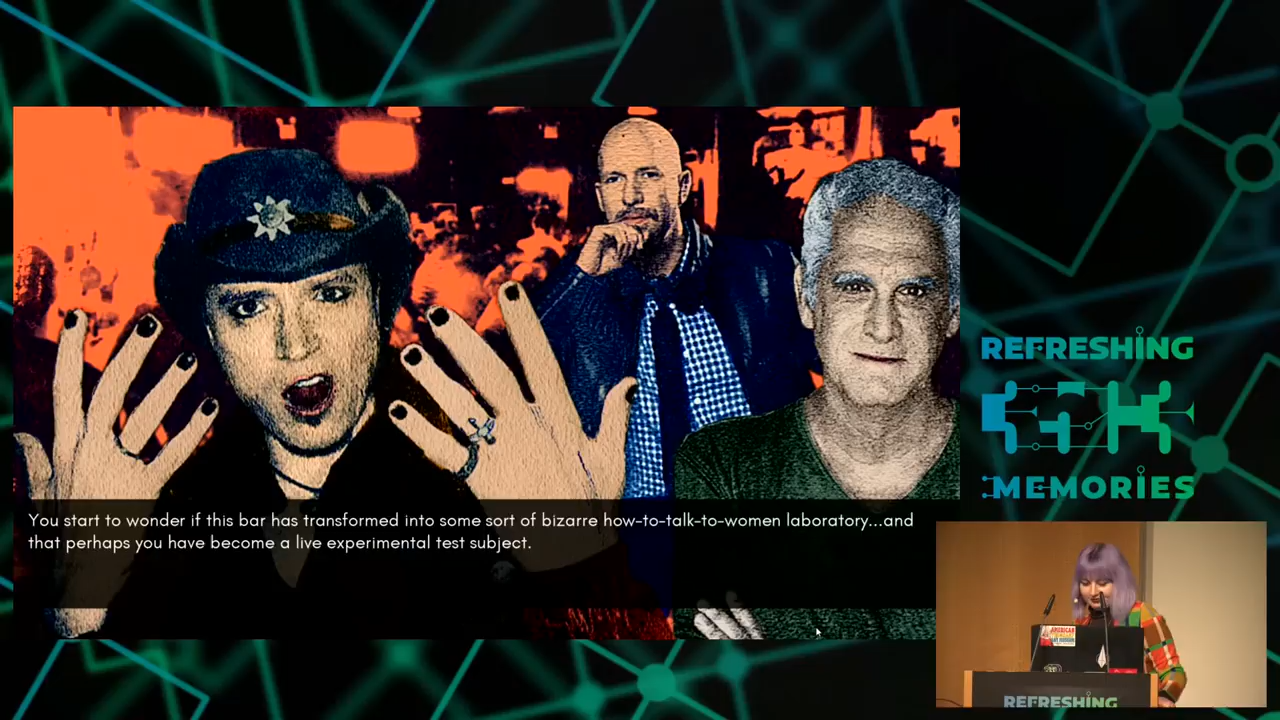 You start to wonder if this bar has transformed into some sort of bizarre how-to-talk-to-women laboratory...and
that perhaps you have become a live experimental test subject.
REFRESHING
MEMORIES
REFRESHING